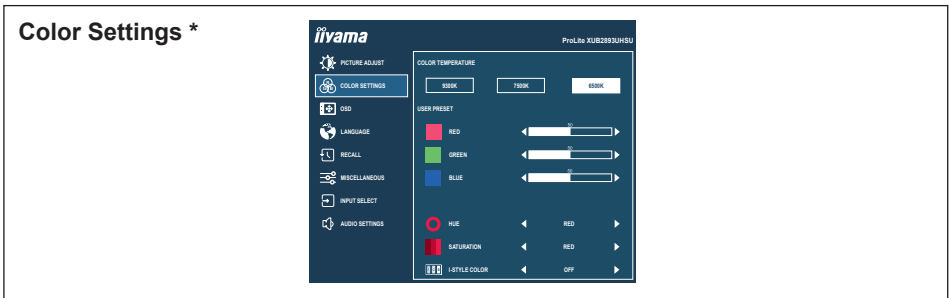 Color Settings *
iiyama
ProLite XUB2893UHSU
PICTURE ADJUST
COLOR SETTINGS
OSD
LANGUAGE
RECALL
MISCELLANEOUS
INPUT SELECT
AUDIO SETTINGS
COLOR TEMPERATURE
9300K 7500K 6500K
USER PRESET
RED 50
GREEN 50
BLUE 50
HUE RED
SATURATION RED
I-STYLE COLOR OFF